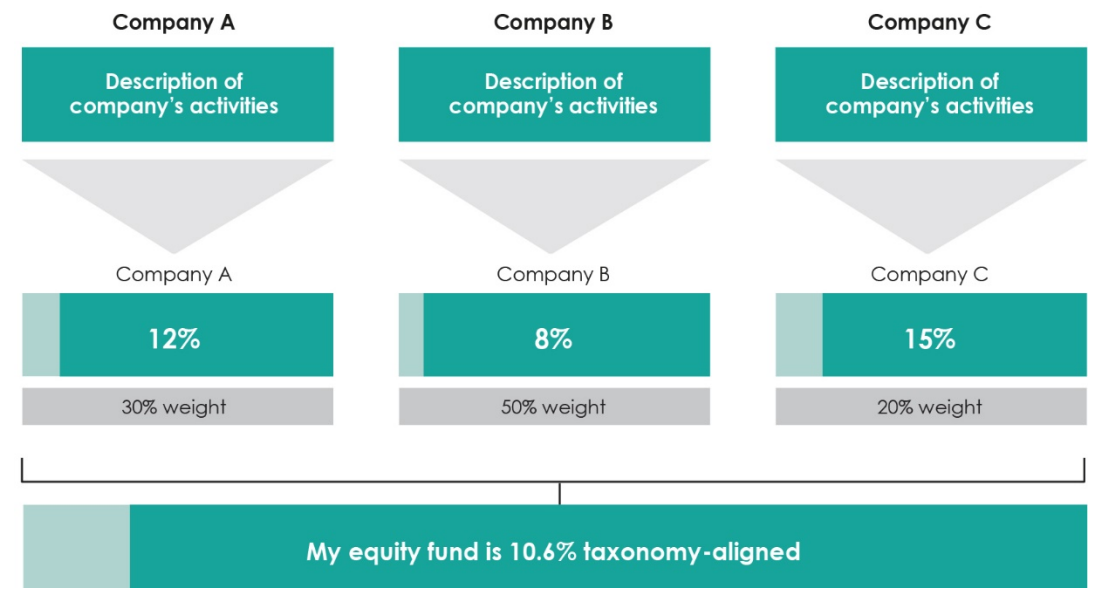 Company A
Company B
Company C
Description of
company’s activities
Description of
company’s activities
Description of
company’s activities
Company A
Company B
Company C
12%
8%
15%
30% weight
50% weight
20% weight
My equity fund is 10.6% taxonomy-aligned